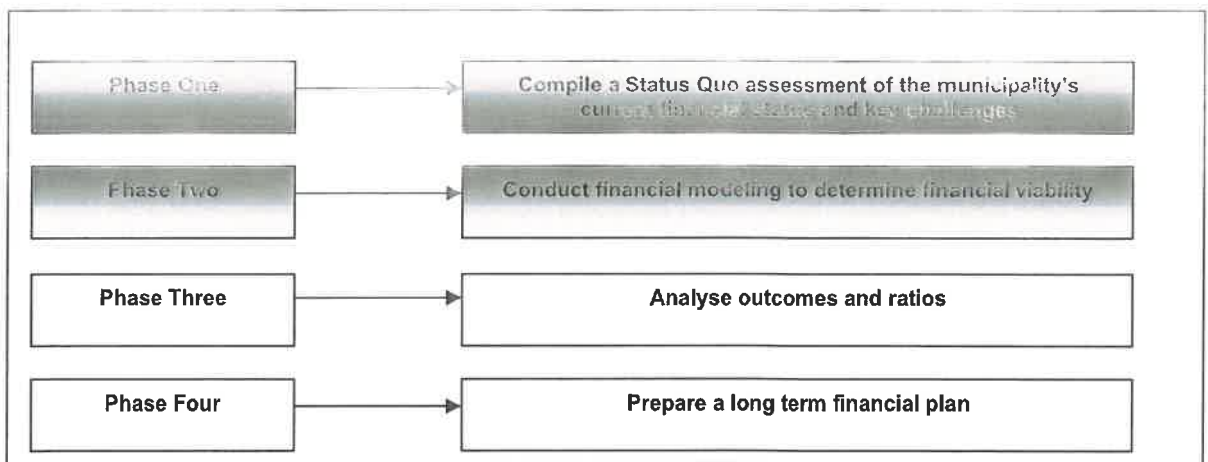 Phase One
Compile a Status Quo assessment of the municipality's
current financial status and key challenges
Phase Two
Conduct financial modeling to determine financial viability
Phase Three
Analyse outcomes and ratios
Phase Four
Prepare a long term financial plan